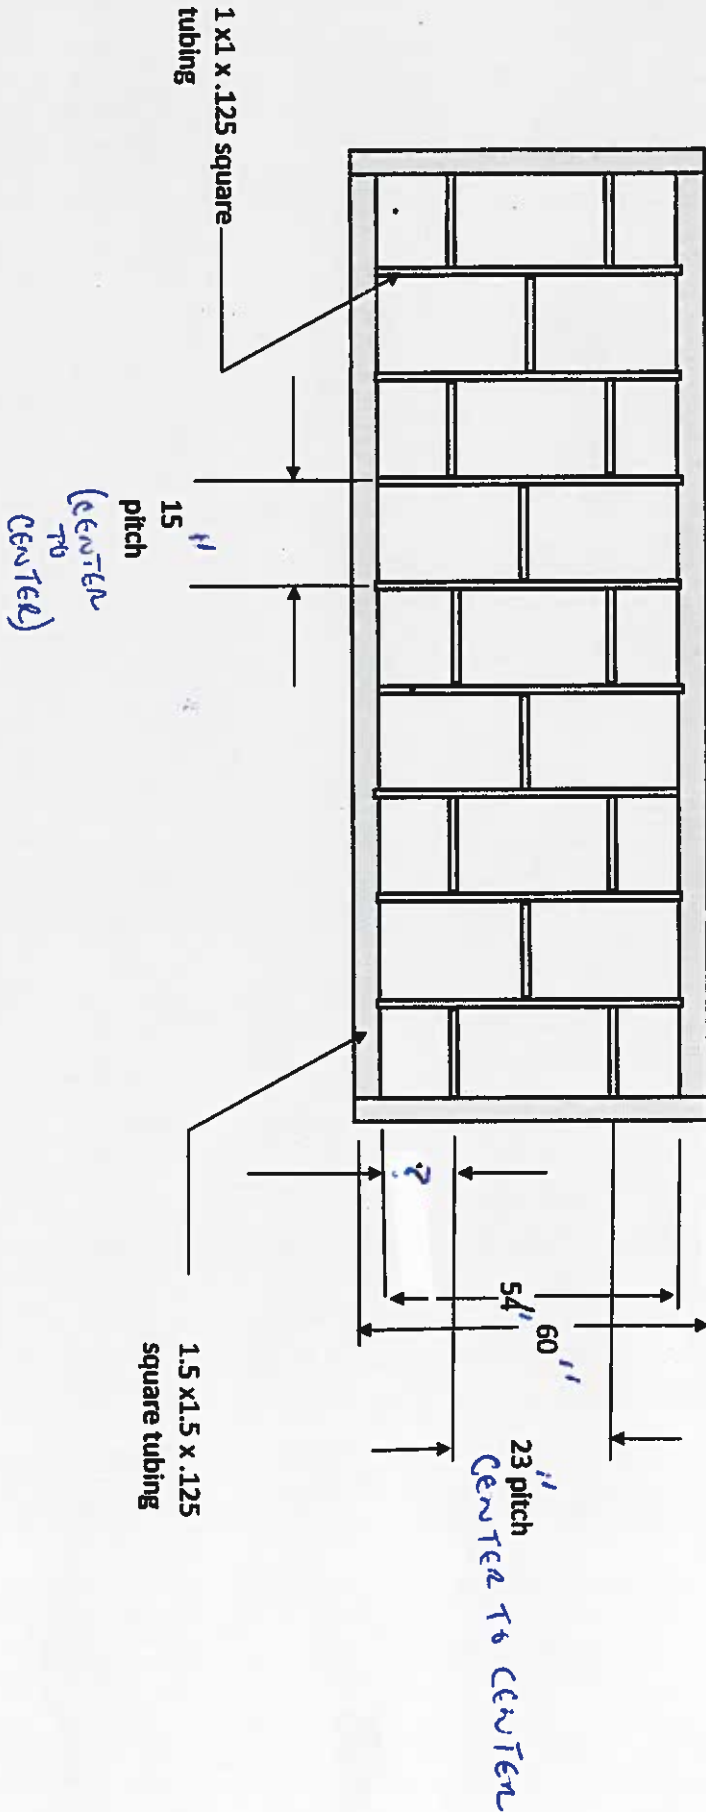 1 x1 x .125 square
tubing
15 "
pitch
(CENTER
TO
CENTER)
?
54"
60 "
23 " pitch
CENTER TO CENTER
1.5 x1.5 x .125
square tubing